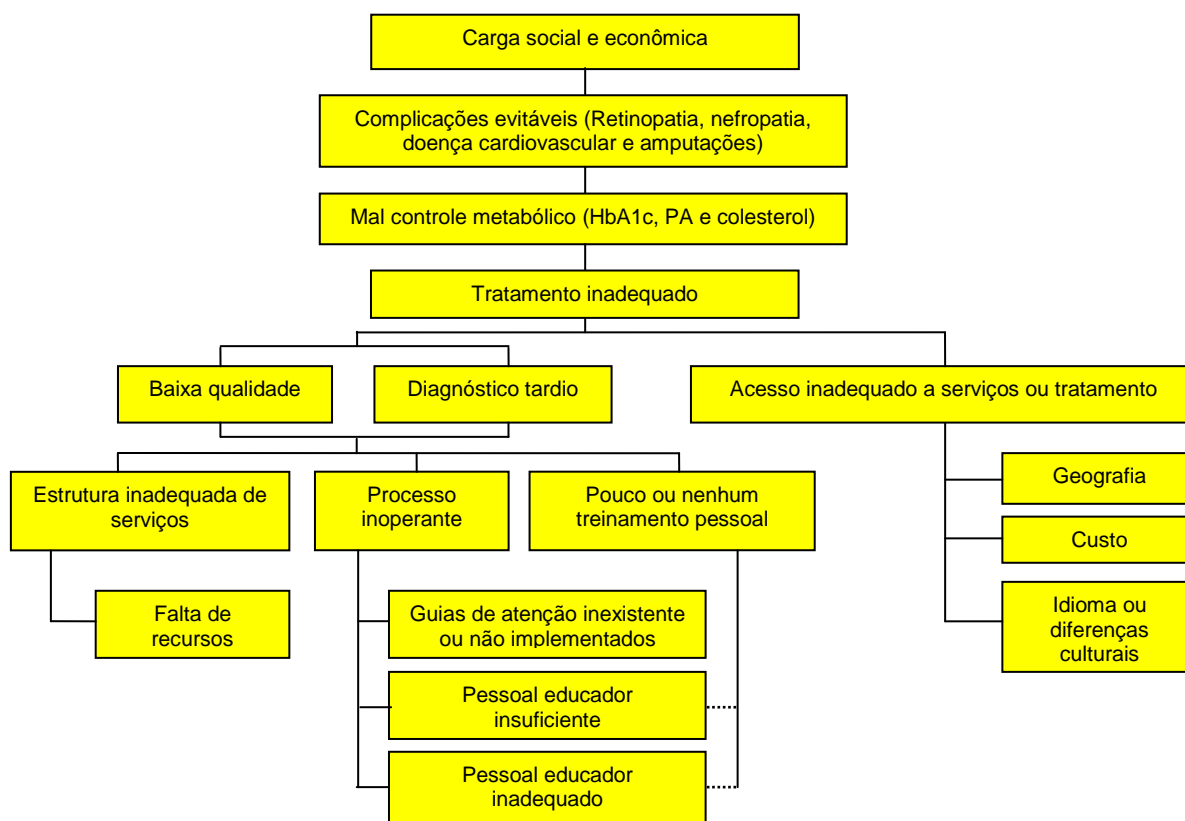 Carga social e econômica
Complicações evitáveis (Retinopatia, nefropatia,
doença cardiovascular e amputações)
Mal controle metabólico (HbA1c, PA e colesterol)
Tratamento inadequado
Baixa qualidade
Diagnóstico tardio
Acesso inadequado a serviços ou tratamento
Estrutura inadequada de
serviços
Processo
inoperante
Pouco ou nenhum
treinamento pessoal
Geografia
Custo
Idioma ou
diferenças
culturais
Falta de
recursos
Guias de atenção inexistente
ou não implementados
Pessoal educador
insuficiente
Pessoal educador
inadequado